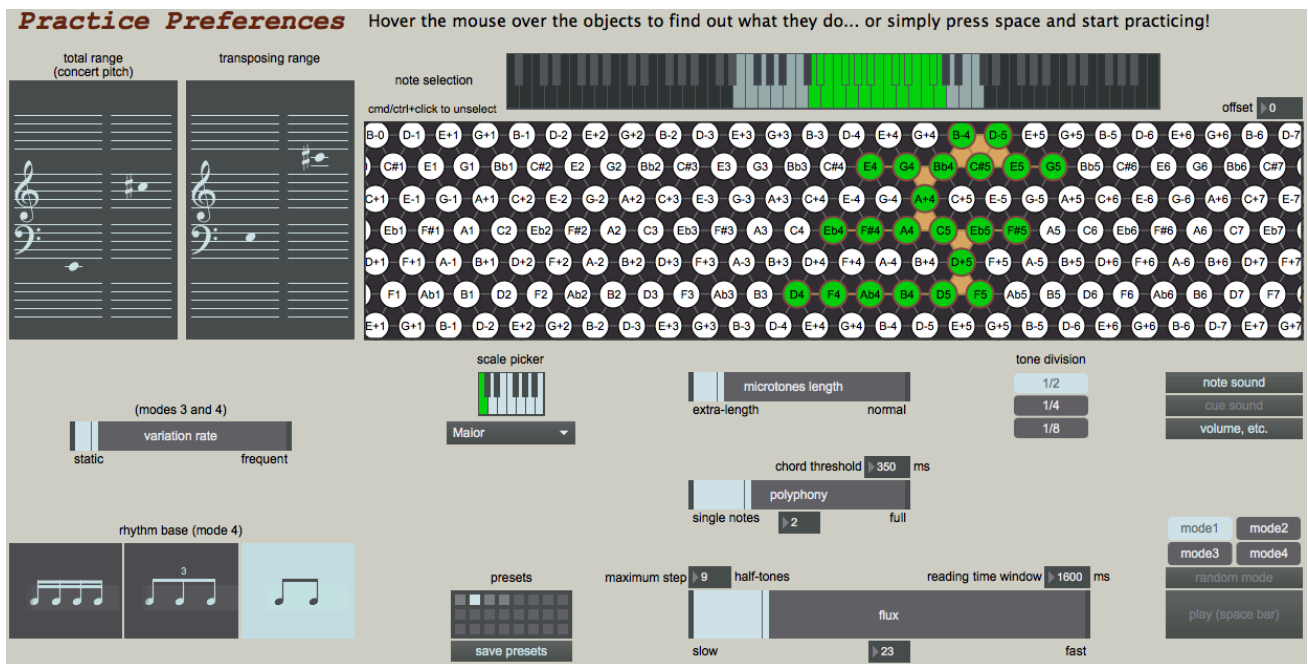 Practice Preferences
Hover the mouse over the objects to find out what they do... or simply press space and start practicing!
total range
(concert pitch)
transposing range
note selection
cmd/ctrl+click to unselect
offset
0
B-0 D-1 E+1 G+1 B-1 D-2 E+2 G+2 B-2 D-3 E+3 G+3 B-3 D-4 E+4 G+4 B-4 D-5 E+5 G+5 B-5 D-6 E+6 G+6 B-6 D-7
C#1 E1 G1 Bb1 C#2 E2 G2 Bb2 C#3 E3 G3 Bb3 C#4 E4 G4 Bb4 C#5 E5 G5 Bb5 C#6 E6 G6 Bb6 C#7
C+1 E-1 G-1 A+1 C+2 E-2 G-2 A+2 C+3 E-3 G-3 A+3 C+4 E-4 G-4 A+4 C+5 E-5 G-5 A+5 C+6 E-6 G-6 A+6 C+7 E-7
Eb1 F#1 A1 C2 Eb2 F#2 A2 C3 Eb3 F#3 A3 C4 Eb4 F#4 A4 C5 Eb5 F#5 A5 C6 Eb6 F#6 A6 C7 Eb7
D+1 F+1 A-1 B+1 D+2 F+2 A-2 B+2 D+3 F+3 A-3 B+3 D+4 F+4 A-4 B+4 D+5 F+5 A-5 B+5 D+6 F+6 A-6 B+6 D+7 F+7
F1 Ab1 B1 D2 F2 Ab2 B2 D3 F3 Ab3 B3 D4 F4 Ab4 B4 D5 F5 Ab5 B5 D6 F6 Ab6 B6 D7 F7
E+1 G+1 B-1 D-2 E+2 G+2 B-2 D-3 E+3 G+3 B-3 D-4 E+4 G+4 B-4 D-5 E+5 G+5 B-5 D-6 E+6 G+6 B-6 D-7 E+7 G+7
scale picker
Maior
microtones length
extra-length
normal
tone division
1/2
1/4
1/8
note sound
cue sound
volume, etc.
(modes 3 and 4)
variation rate
static
frequent
chord threshold
350
ms
polyphony
single notes
2
full
rhythm base (mode 4)
3
presets
save presets
maximum step
9
half-tones
reading time window
1600
ms
flux
slow
23
fast
mode1
mode2
mode3
mode4
random mode
play (space bar)